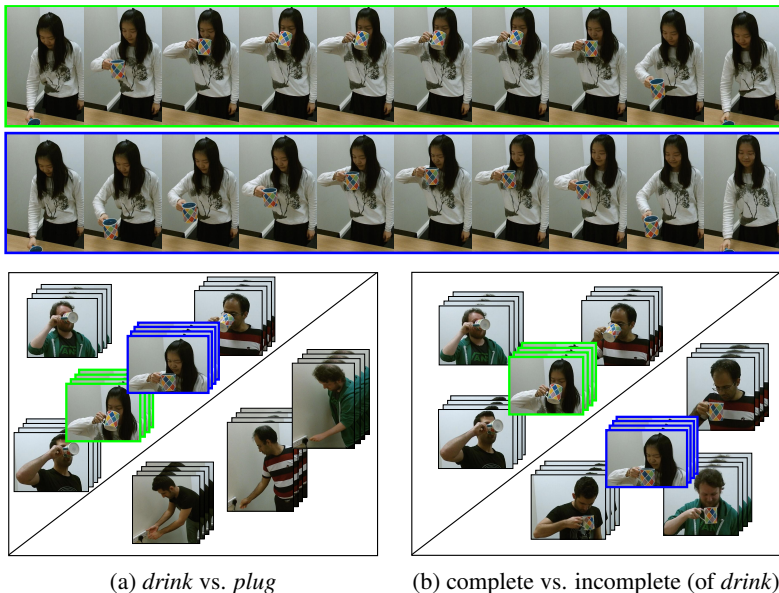 (a) drink vs. plug
(b) complete vs. incomplete (of drink)